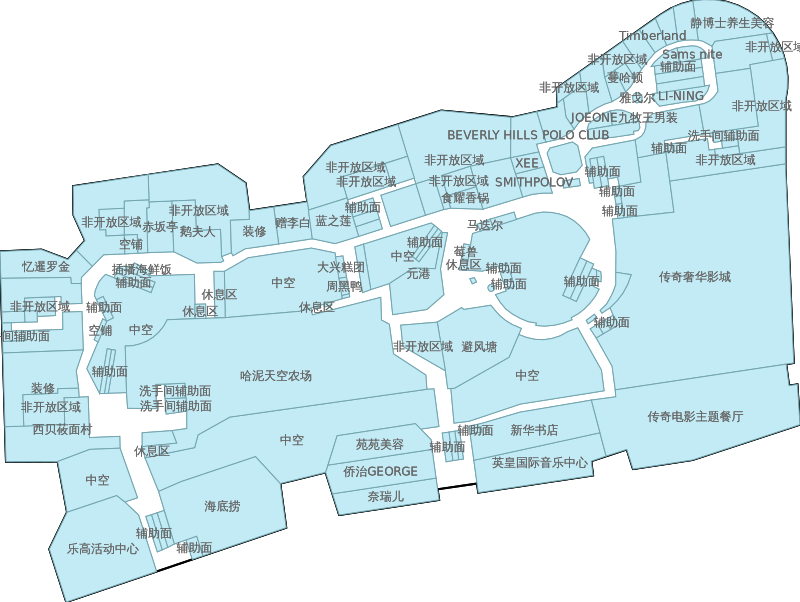 静博士养生美容
Timberland
非开放区域
Sams nite
非开放区域
辅助面
蔓哈顿
非开放区域
雅戈尔
LI-NING
非开放区域
JOEONE九牧王男装
BEVERLY HILLS POLO CLUB
洗手间辅助面
辅助面
非开放区域
非开放区域
XEE
非开放区域
辅助面
非开放区域
非开放区域
SMITHPOLOV
辅助面
食耀香锅
辅助面
辅助面
非开放区域
非开放区域
赤坂亭
鹅夫人
装修
赠李白
蓝之莲
马迭尔
空铺
辅助面
莓兽
中空
休息区
忆暹罗金
插播海鲜饭
大兴糕团
元港
辅助面
辅助面
中空
周黑鸭
辅助面
辅助面
传奇奢华影城
休息区
非开放区域
辅助面
休息区
休息区
辅助面
空铺
中空
间辅助面
非开放区域
避风塘
辅助面
哈泥天空农场
中空
装修
洗手间辅助面
洗手间辅助面
非开放区域
传奇电影主题餐厅
西贝莜面村
辅助面
新华书店
中空
苑苑美容
辅助面
休息区
英皇国际音乐中心
侨治GEORGE
中空
奈瑞儿
海底捞
辅助面
乐高活动中心
辅助面